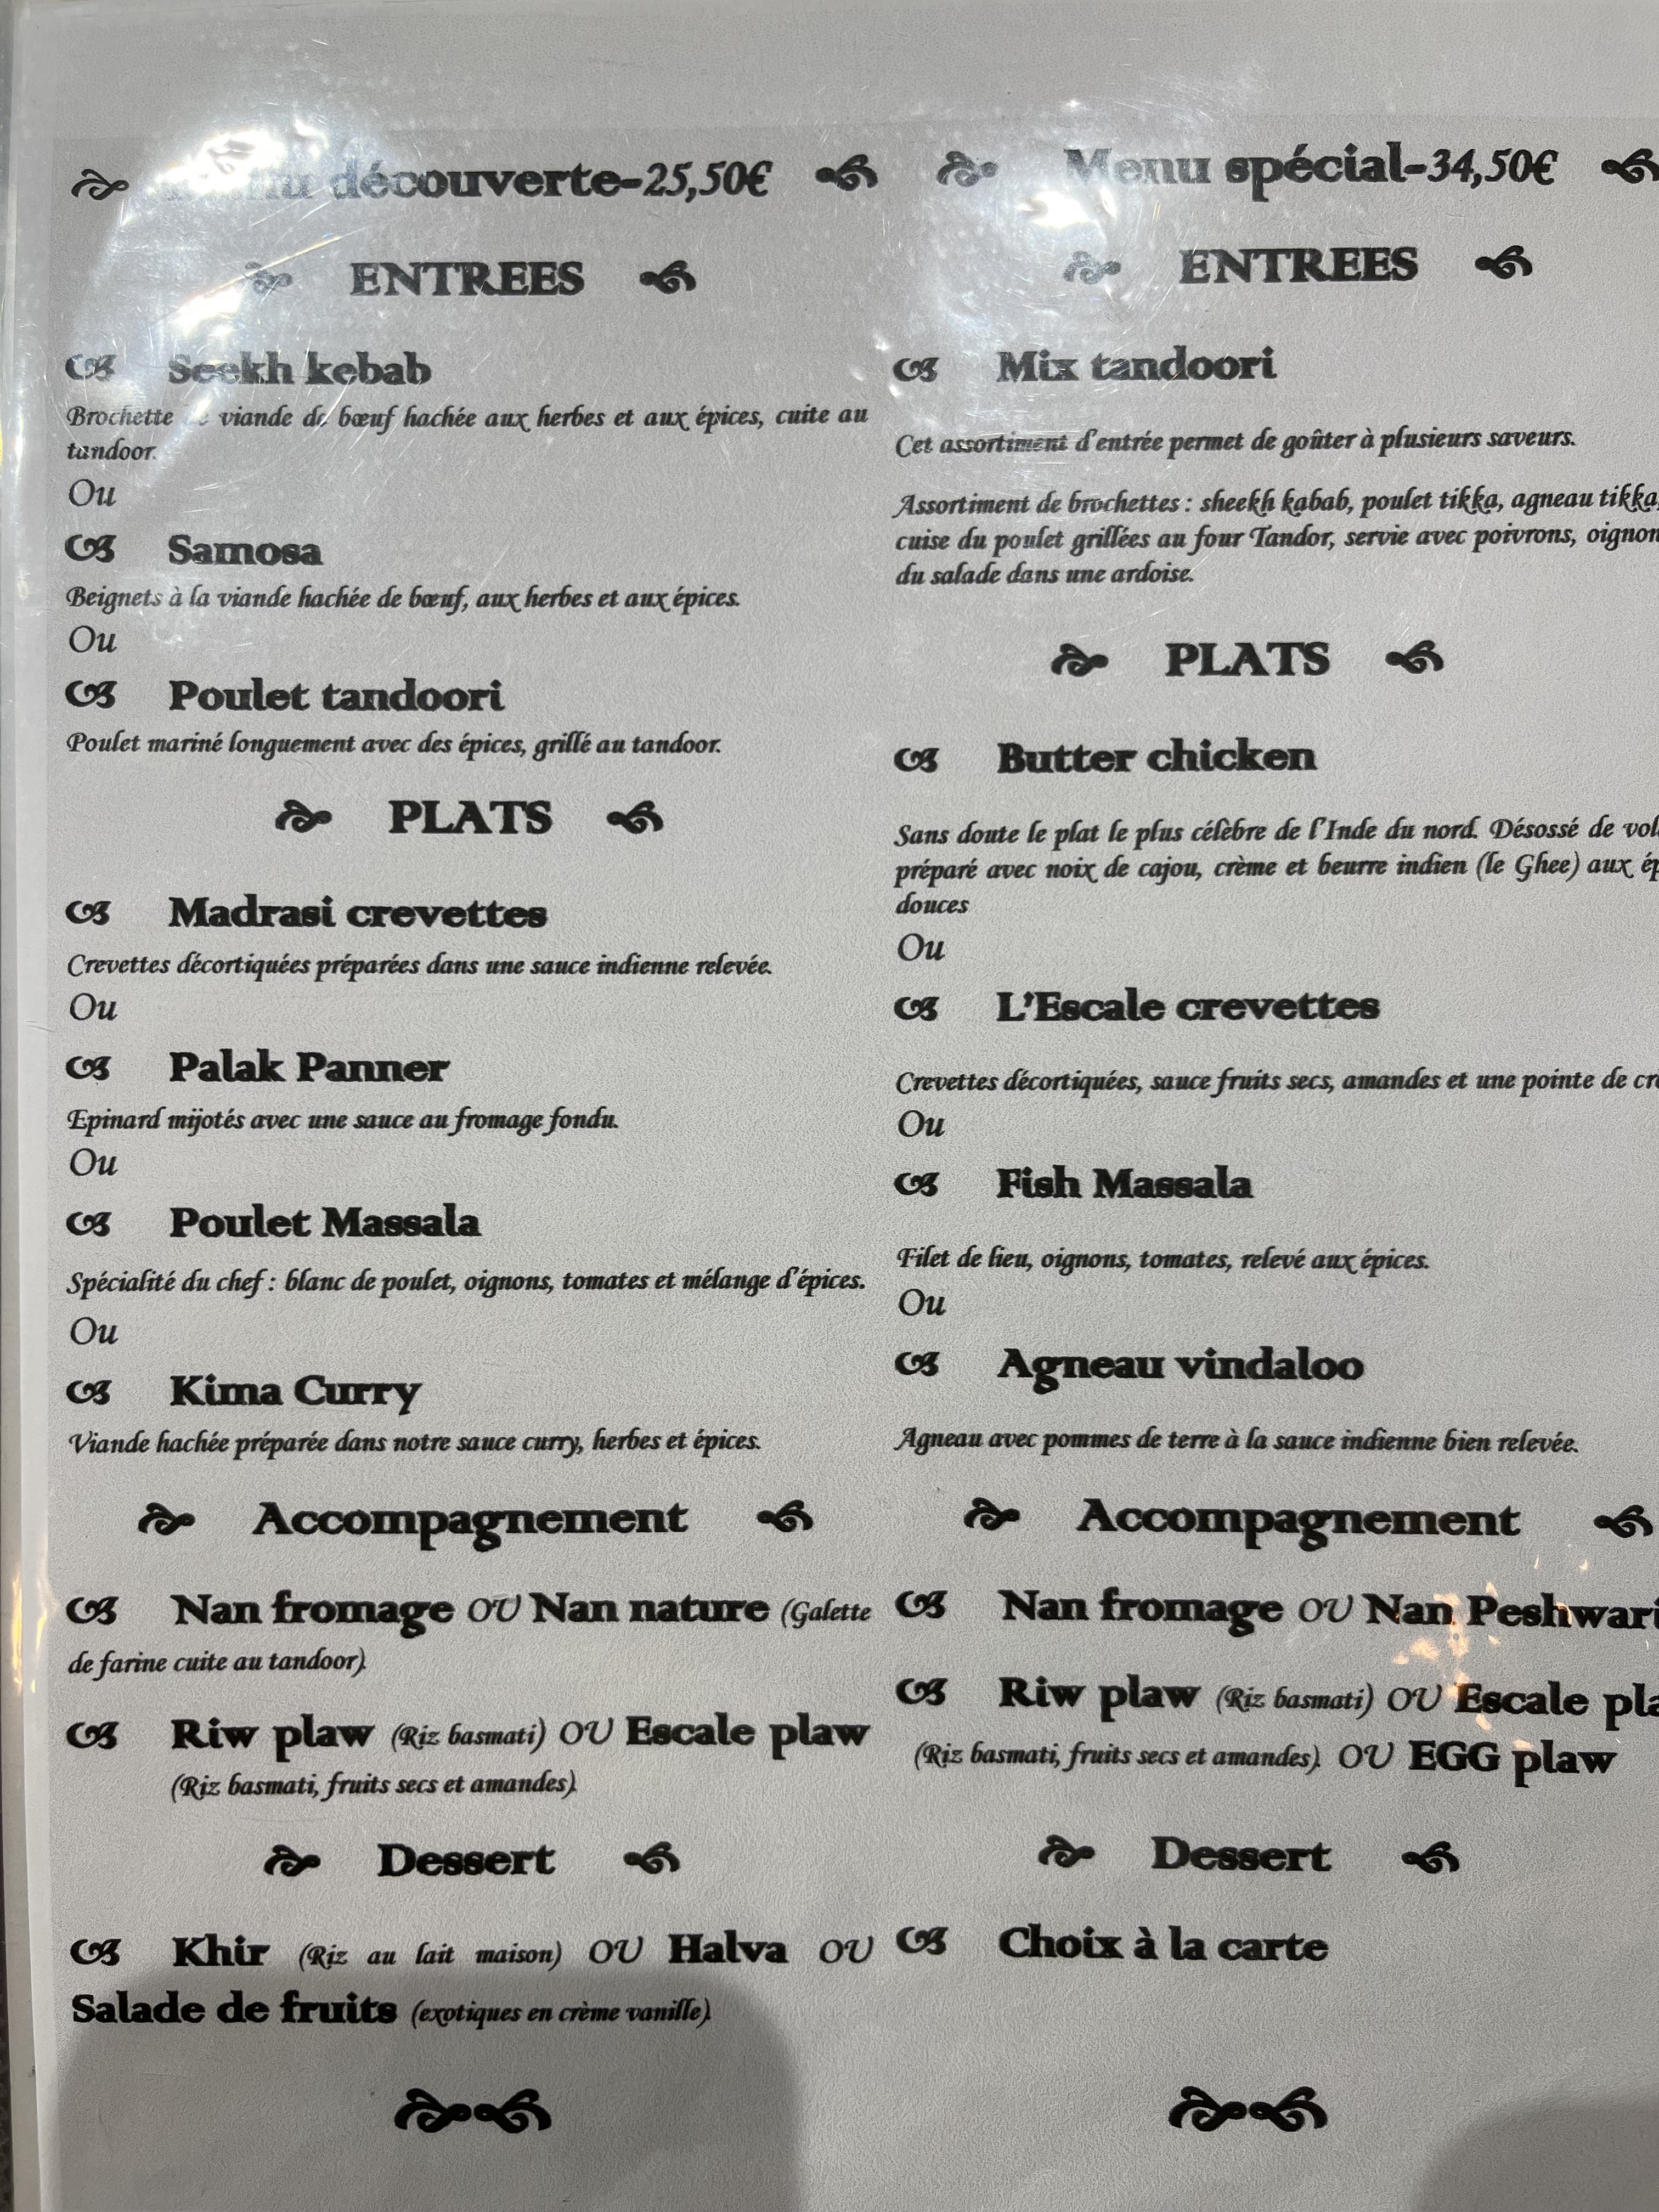 Menu découverte-25,50€
ENTREES
Seekh kebab
Brochette de viande de bœuf hachée aux herbes et aux épices, cuite au
tandoor.
Ou
Samosa
Beignets à la viande hachée de bœuf, aux herbes et aux épices.
Ou
Poulet tandoori
Poulet mariné longuement avec des épices, grillé au tandoor.
PLATS
Madrasi crevettes
Crevettes décortiquées préparées dans une sauce indienne relevée.
Ou
Palak Panner
Epinard mijotés avec une sauce au fromage fondu.
Ou
Poulet Massala
Spécialité du chef : blanc de poulet, oignons, tomates et mélange d'épices.
Ou
Kima Curry
Viande hachée préparée dans notre sauce curry, herbes et épices.
Accompagnement
Nan fromage OU Nan nature (Galette
de farine cuite au tandoor).
Riw plaw (Riz basmati) OU Escale plaw
(Riz basmati, fruits secs et amandes).
Dessert
Khir (Riz au lait maison) OU Halva OU
Salade de fruits (exotiques en crème vanille).
Menu spécial-34,50€
ENTREES
Mix tandoori
Cet assortiment d'entrée permet de goûter à plusieurs saveurs.
Assortiment de brochettes : sheekh kabab, poulet tikka, agneau tikka,
cuise du poulet grillées au four Tandor, servie avec poivrons, oignon
du salade dans une ardoise.
PLATS
Butter chicken
Sans doute le plat le plus célèbre de l'Inde du nord. Désossé de
préparé avec noix de cajou, crème et beurre indien (le Ghee) aux
douces
Ou
L'Escale crevettes
Crevettes décortiquées, sauce fruits secs, amandes et une pointe de
Ou
Fish Massala
Filet de lieu, oignons, tomates, relevé aux épices.
Ou
Agneau vindaloo
Agneau avec pommes de terre à la sauce indienne bien relevée.
Accompagnement
Nan fromage OU Nan Peshwari
Riw plaw (Riz basmati) OU Escale
(Riz basmati, fruits secs et amandes). OU EGG plaw
Dessert
Choix à la carte